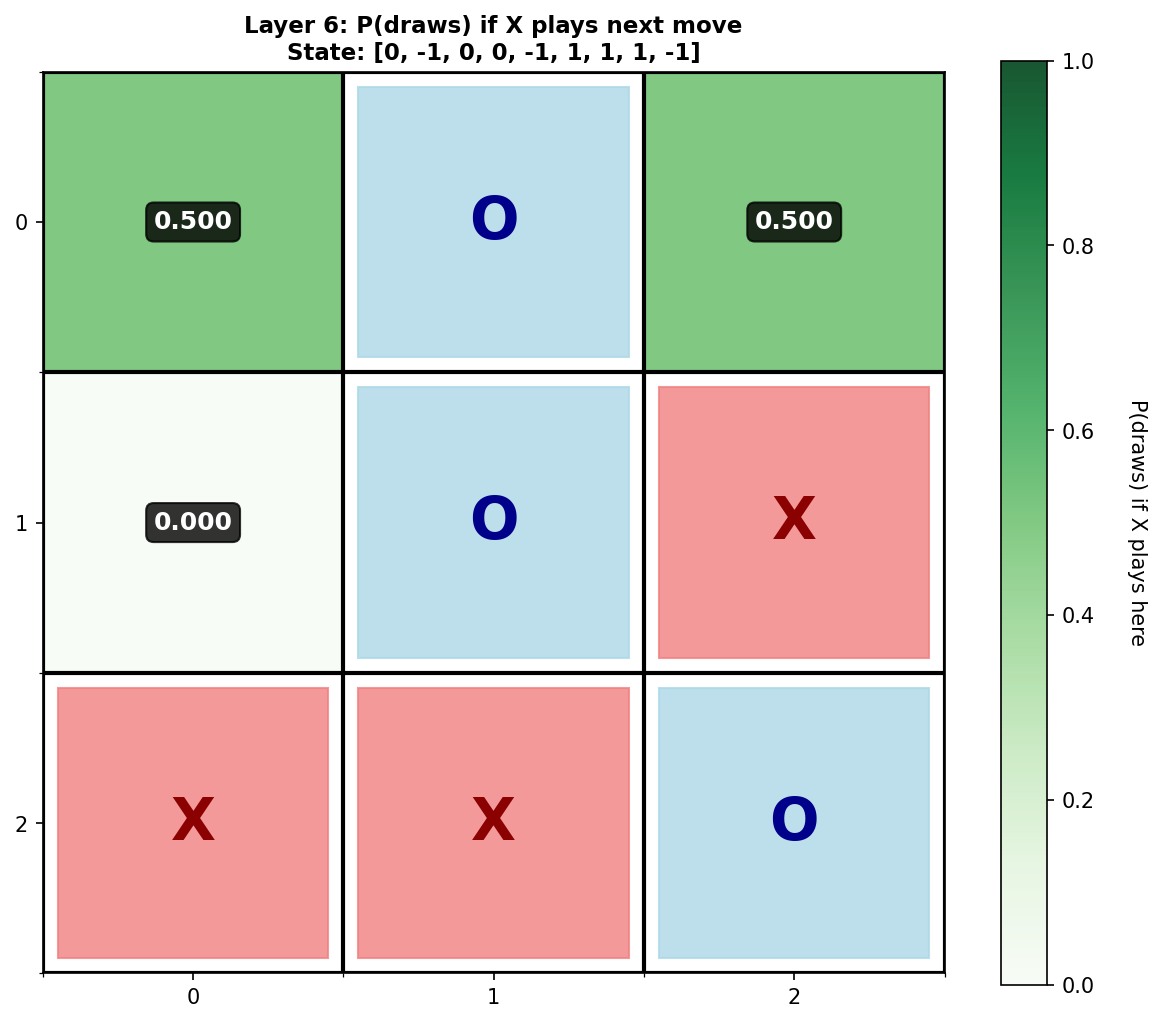 Layer 6: P(draws) if X plays next move
State: [0, -1, 0, 0, -1, 1, 1, 1, -1]
0.500
O
0.500
0.000
O
X
X
X
O
0
1
2
0
1
2
1.0
0.8
0.6
0.4
0.2
0.0
P(draws) if X plays here